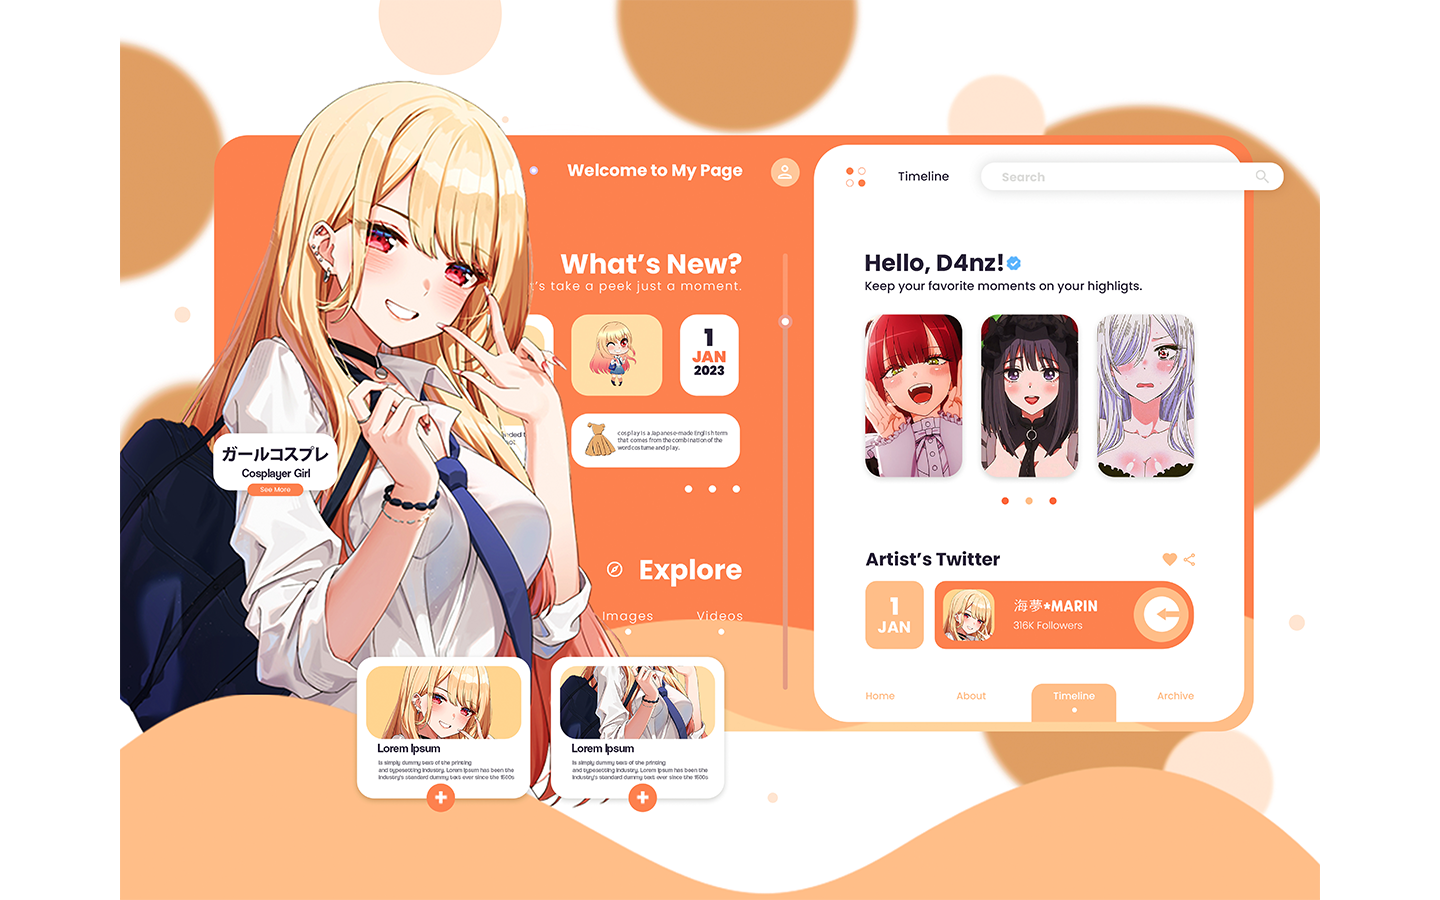 Welcome to My Page
What's New?
t's take a peek just a moment.
1
JAN
2023
cosplay is a Japanese-made English term
that comes from the combination of the
word costume and play.
ガールコスプレ
Cosplayer Girl
See More
Explore
Images
Videos
Lorem Ipsum
is simply dummy text of the printing
and typesetting industry. Lorem Ipsum has been the
industry's standard dummy text ever since the 1500s
Lorem Ipsum
is simply dummy text of the printing
and typesetting industry. Lorem Ipsum has been the
industry's standard dummy text ever since the 1500s
Timeline
Search
Hello, D4nz!
Keep your favorite moments on your highligts.
Artist's Twitter
1
JAN
海夢*MARIN
316K Followers
Home
About
Timeline
Archive